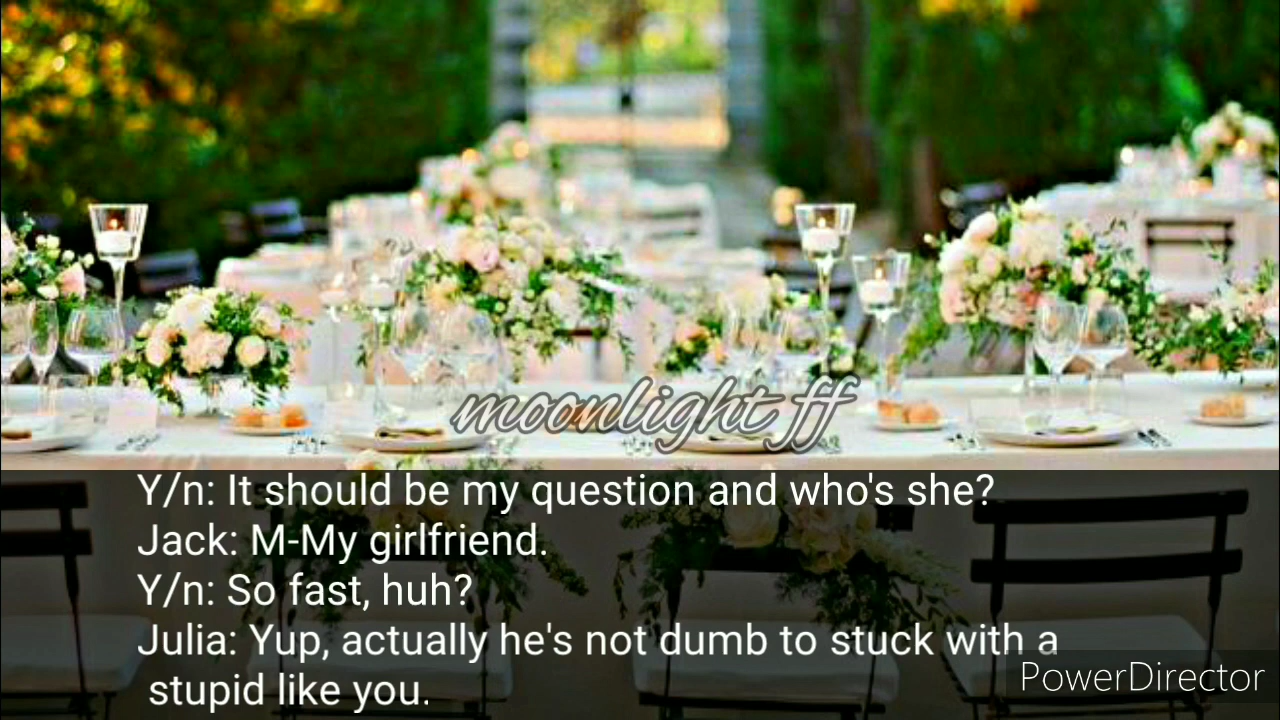 moonlight ff
Y/n: It should be my question and who's she?
Jack: M-My girlfriend.
Y/n: So fast, huh?
Julia: Yup, actually he's not dumb to stuck with a
stupid like you.
PowerDirector